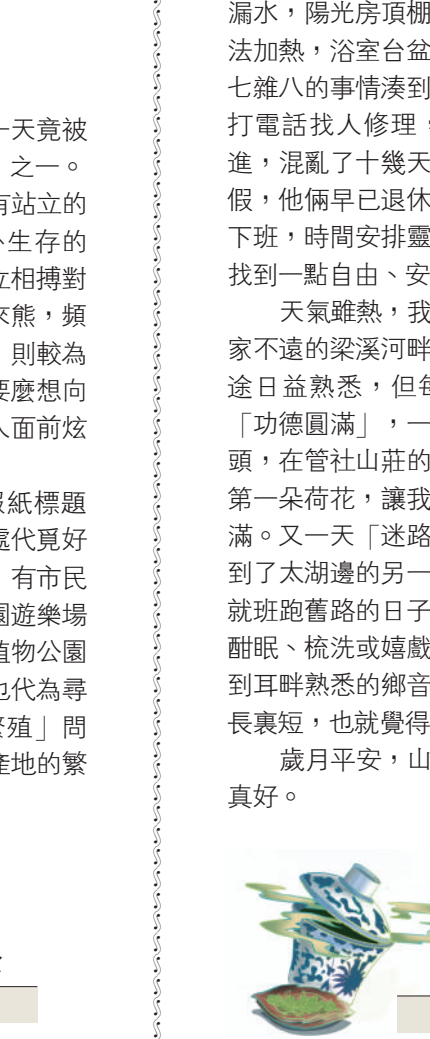 一天竟被
」之一。
有站立的
外生存的
立相搏對
來熊，頻
，則較為
要麼想向
人面前炫
報紙標題
處代覓好
，有市民
園遊樂場
植物公園
也代為尋
繁殖」問
產地的繁
漏水，陽光房頂棚
法加熱，浴室台盆
七雜八的事情湊到
打電話找人修理，
進，混亂了十幾天
假，他倆早已退休
下班，時間安排靈
找到一點自由、安
天氣雖熱，我
家不遠的梁溪河畔
途日益熟悉，但每
「功德圓滿」，一
頭，在管社山莊的
第一朵荷花，讓我
滿。又一天「迷路
到了太湖邊的另一
就班跑舊路的日子
酣眠、梳洗或嬉戲
到耳畔熟悉的鄉音
長裏短，也就覺得
歲月平安，山
真好。